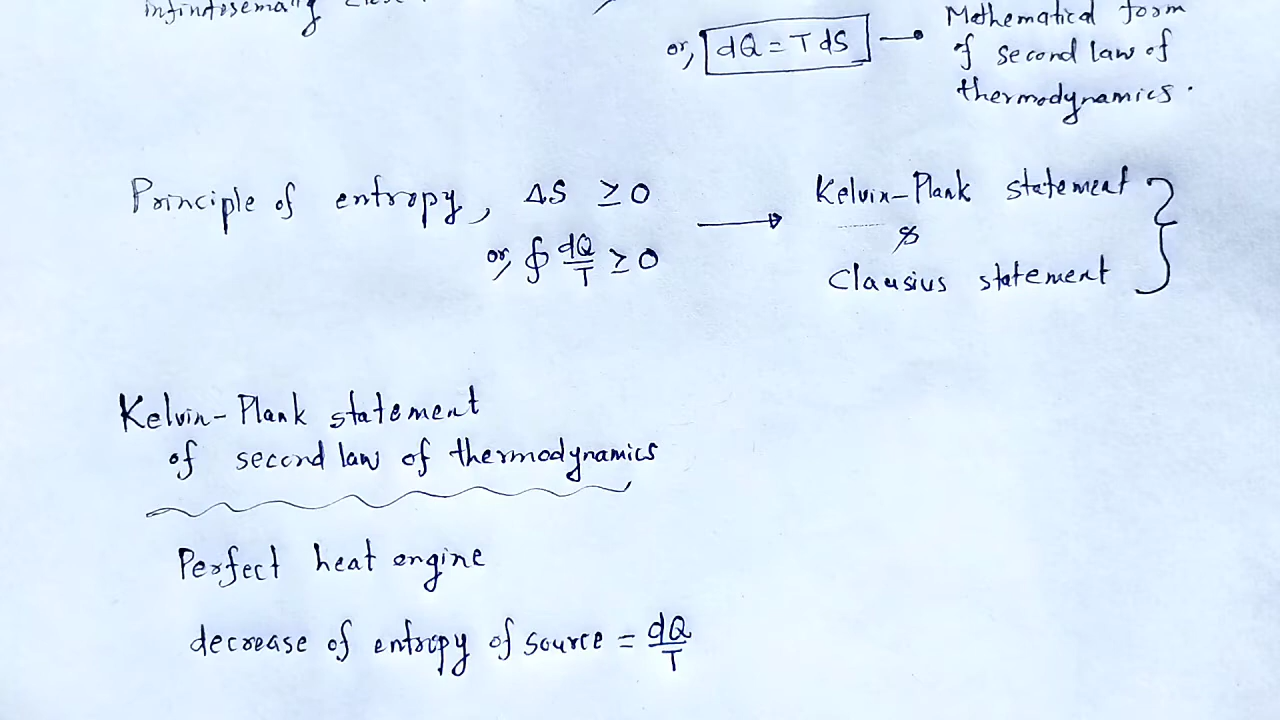 infinitosemally
or, dQ = T dS → Mathematical form
of second law of
thermodynamics.
Principle of entropy, ΔS ≥ 0 → Kelvin-Plank statement
&
or, ∮ dQ/T ≥ 0
Clausius statement
Kelvin-Plank statement
of second law of thermodynamics
Perfect heat engine
decrease of entropy of source = dQ/T